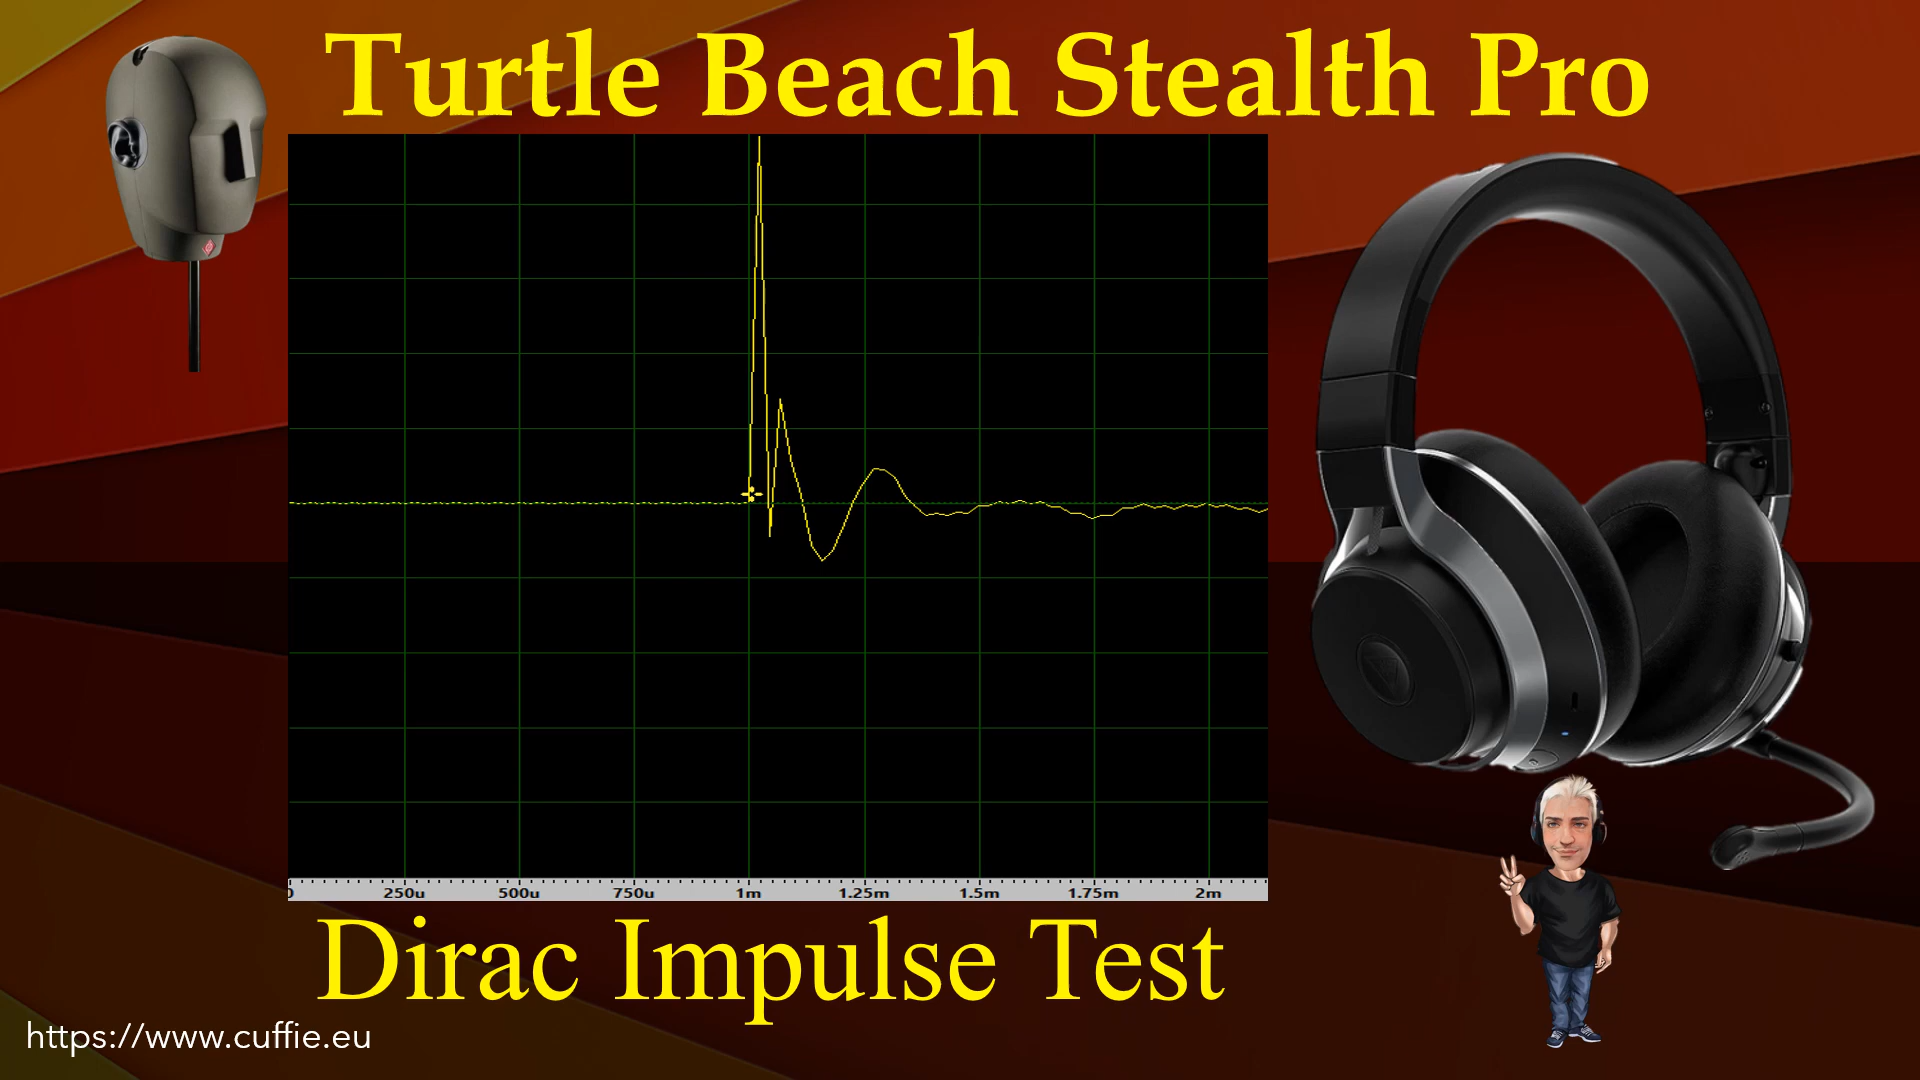 Turtle Beach Stealth Pro
0 250u 500u 750u 1m 1.25m 1.5m 1.75m 2m
Dirac Impulse Test
https://www.cuffie.eu